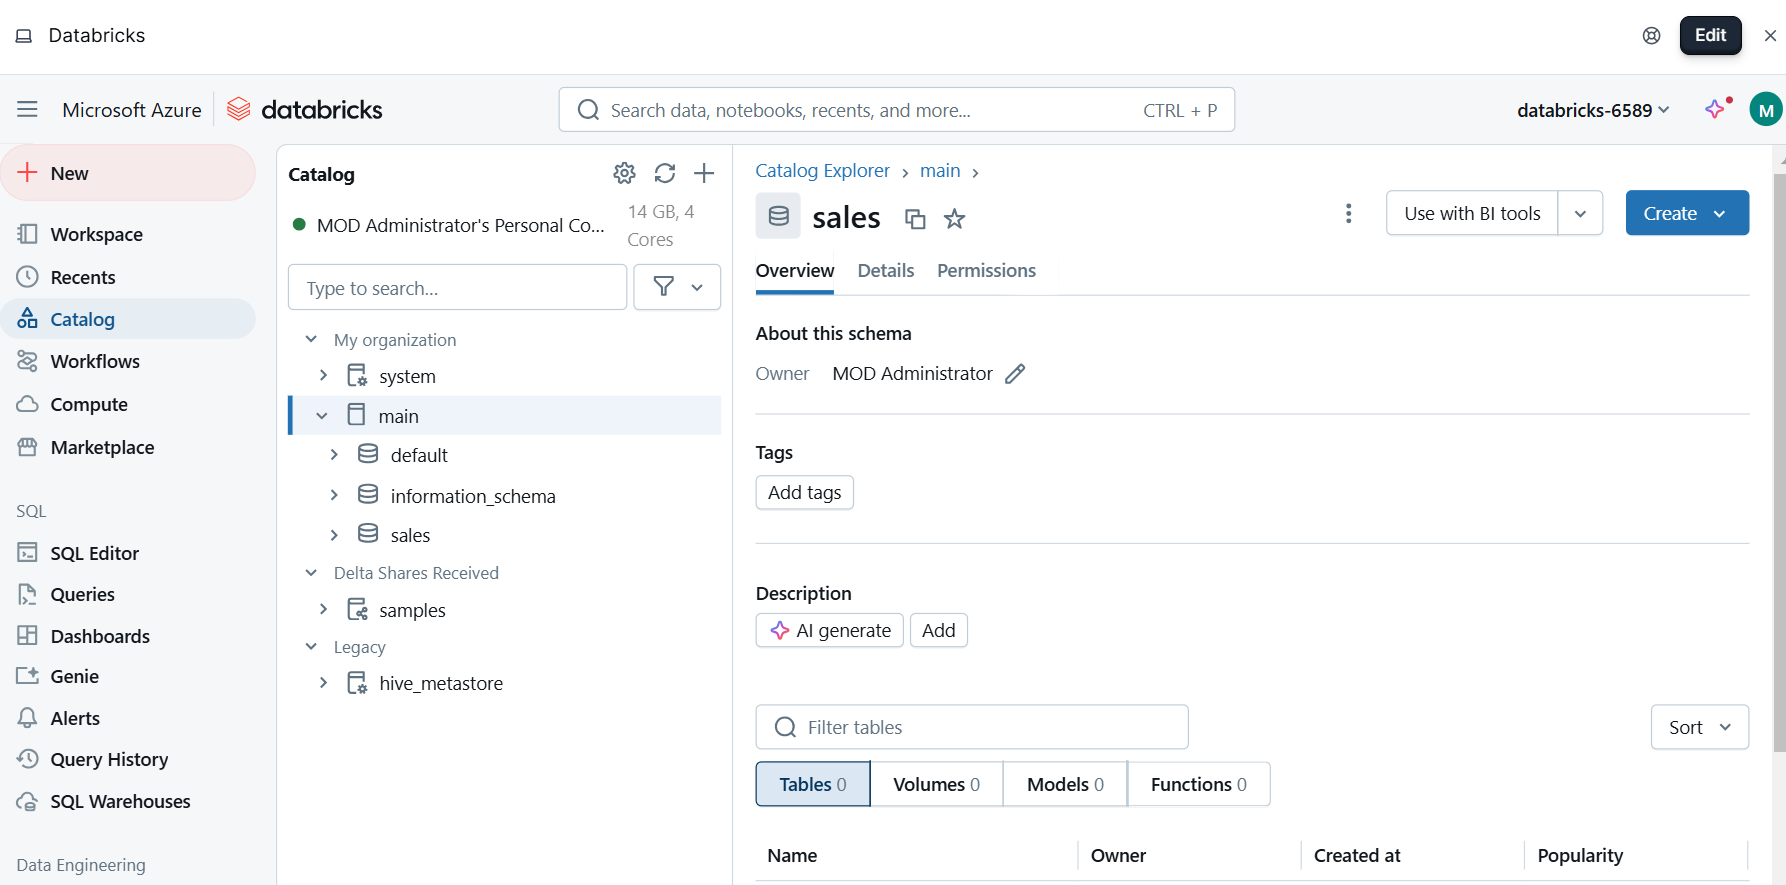 Databricks
Edit
Microsoft Azure databricks
Search data, notebooks, recents, and more... CTRL + P
databricks-6589
M
New
Workspace
Recents
Catalog
Workflows
Compute
Marketplace
SQL
SQL Editor
Queries
Dashboards
Genie
Alerts
Query History
SQL Warehouses
Data Engineering
Catalog
MOD Administrator's Personal Co... 14 GB, 4
Cores
Type to search...
My organization
system
main
default
information_schema
sales
Delta Shares Received
samples
Legacy
hive_metastore
Catalog Explorer > main >
sales
Use with BI tools
Create
Overview Details Permissions
About this schema
Owner MOD Administrator
Tags
Add tags
Description
AI generate Add
Filter tables
Sort
Tables 0 Volumes 0 Models 0 Functions 0
Name Owner Created at Popularity